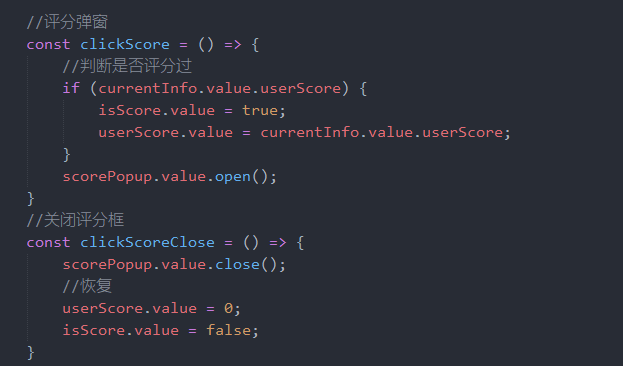 //评分弹窗
const clickScore = () => {
    //判断是否评分过
    if (currentInfo.value.userScore) {
        isScore.value = true;
        userScore.value = currentInfo.value.userScore;
    }
    scorePopup.value.open();
}
//关闭评分框
const clickScoreClose = () => {
    scorePopup.value.close();
    //恢复
    userScore.value = 0;
    isScore.value = false;
}